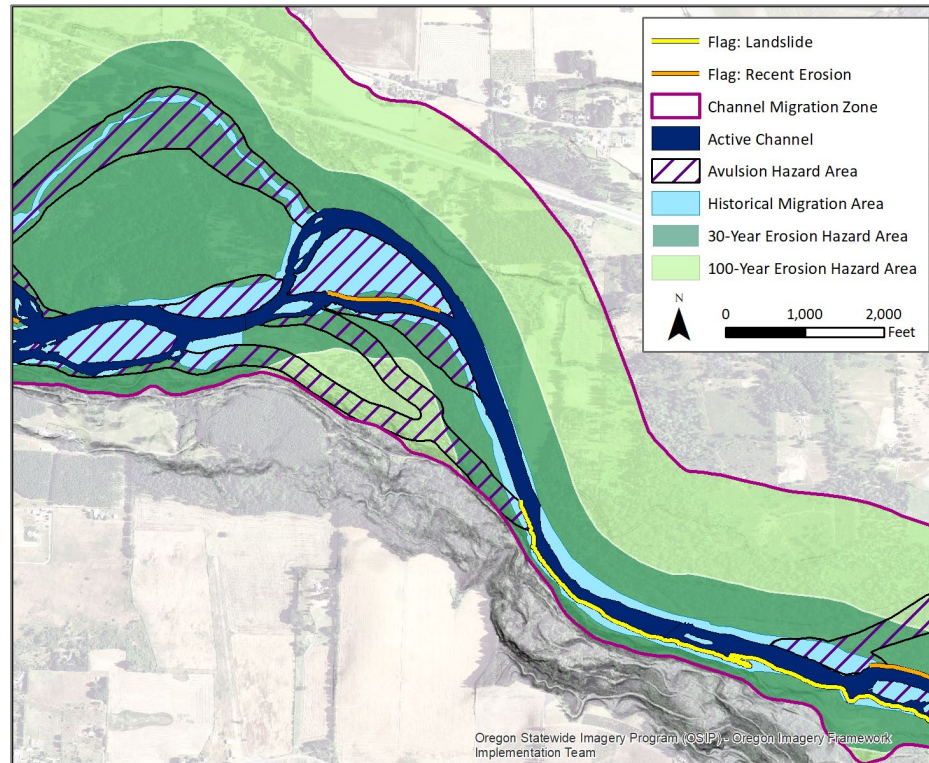 Flag: Landslide
Flag: Recent Erosion
Channel Migration Zone
Active Channel
Avulsion Hazard Area
Historical Migration Area
30-Year Erosion Hazard Area
100-Year Erosion Hazard Area
N
0 1,000 2,000
Feet
Oregon Statewide Imagery Program (OSIP) - Oregon Imagery Framework
Implementation Team